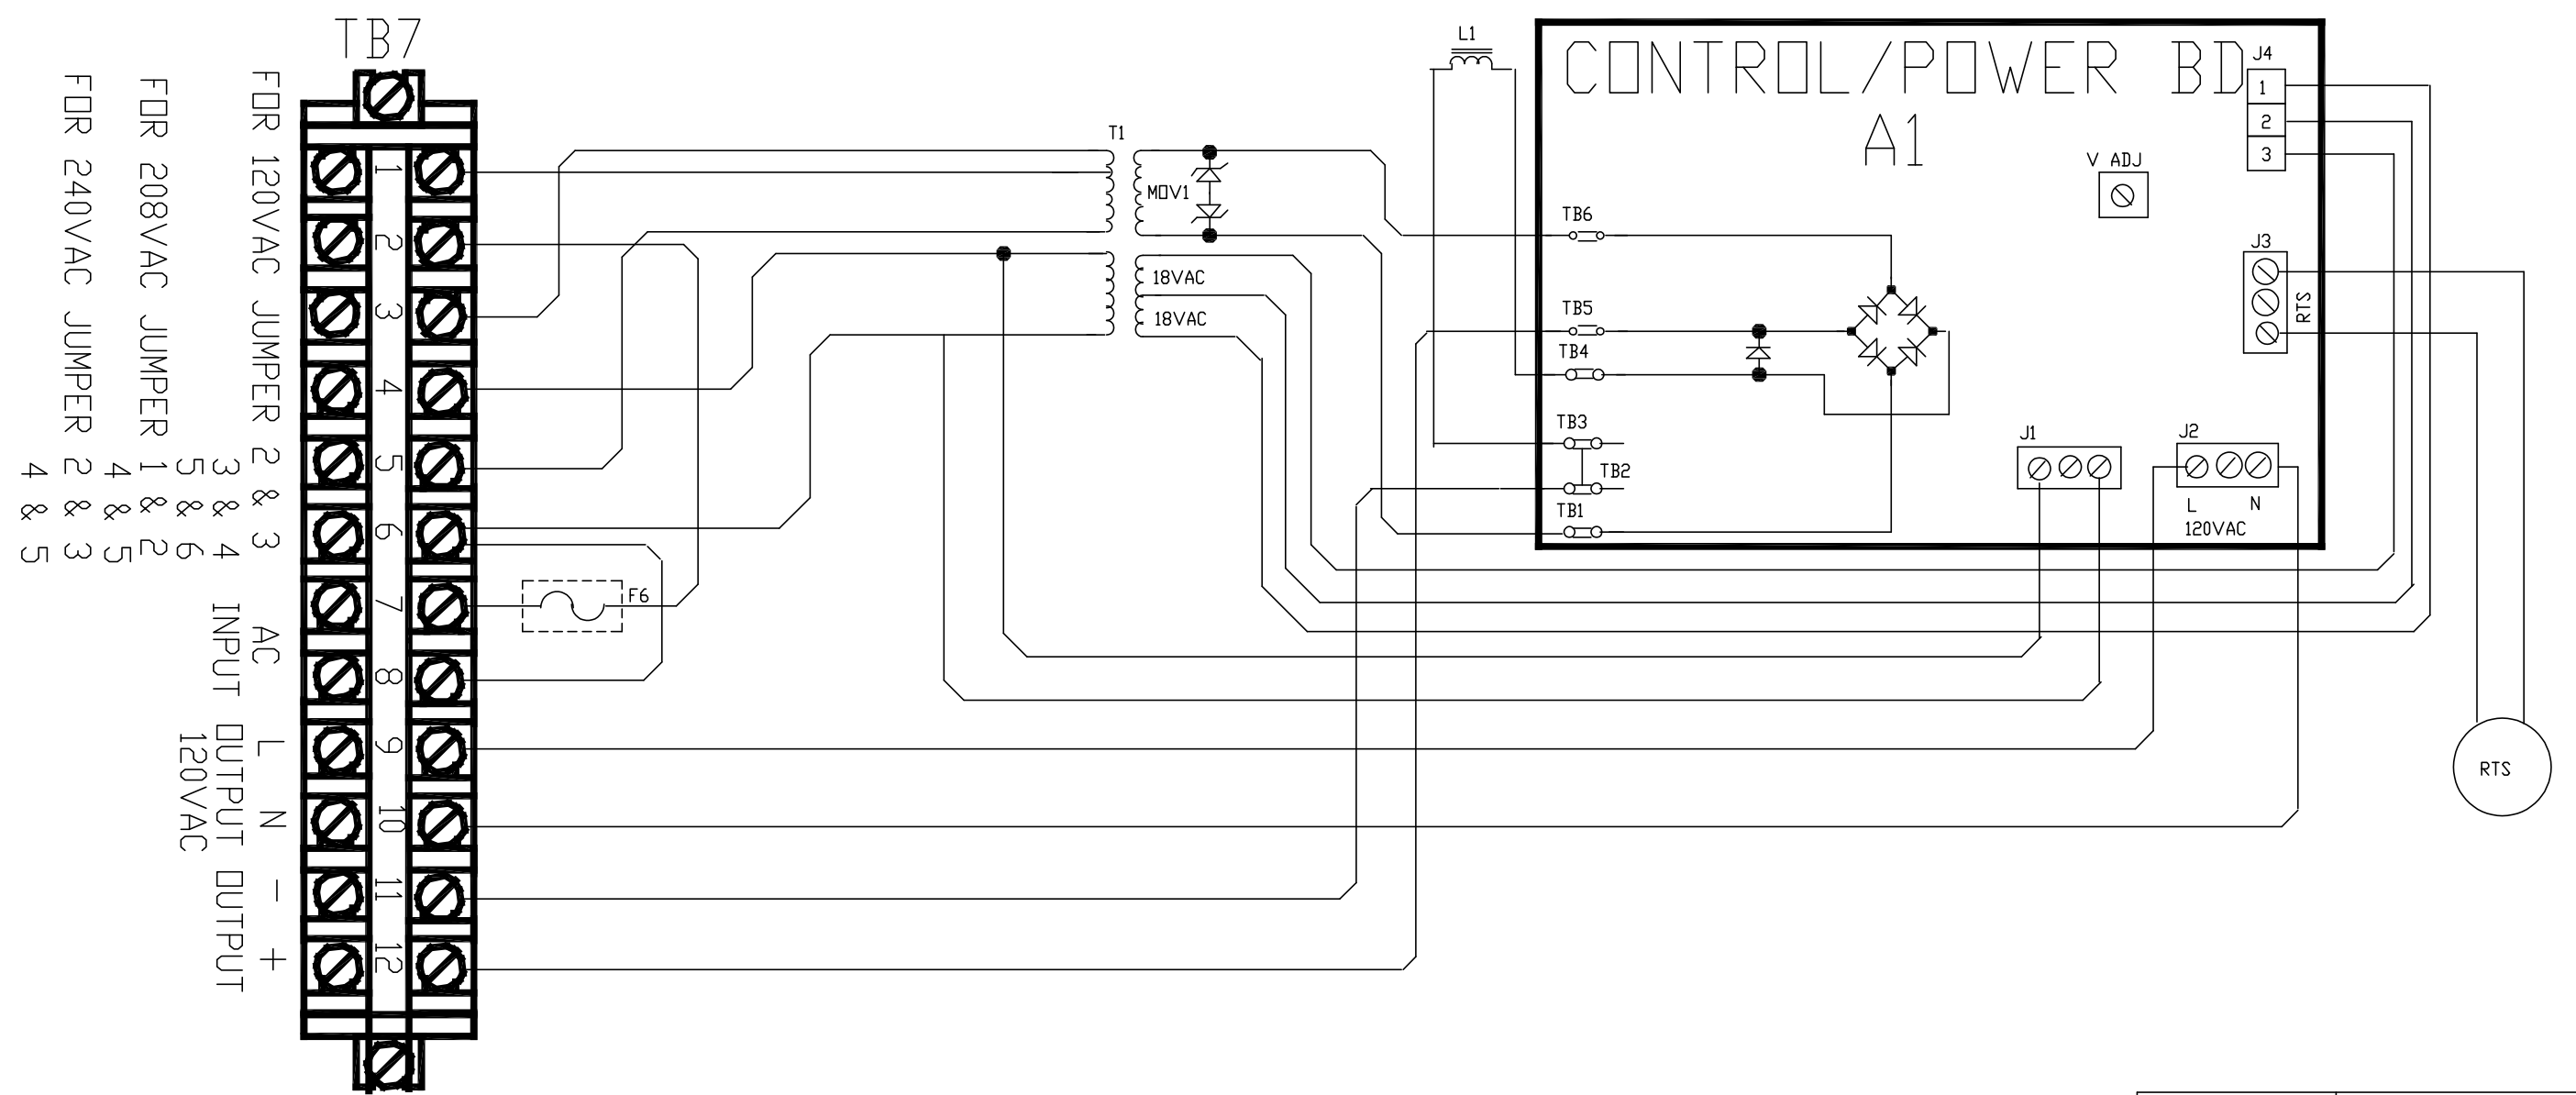 TB7
FOR 120VAC JUMPER 2 & 3
3 & 4
5 & 6
FOR 208VAC JUMPER 1 & 2
4 & 5
FOR 240VAC JUMPER 2 & 3
4 & 5
AC
INPUT
L
N
OUTPUT
120VAC
- +
OUTPUT
1
2
3
4
5
6
7
8
9
10
11
12
F6
T1
MOV1
18VAC
18VAC
L1
CONTROL/POWER BD
A1
V ADJ
J4
1
2
3
J3
RTS
TB6
TB5
TB4
TB3
TB2
TB1
J1
J2
L N
120VAC
RTS